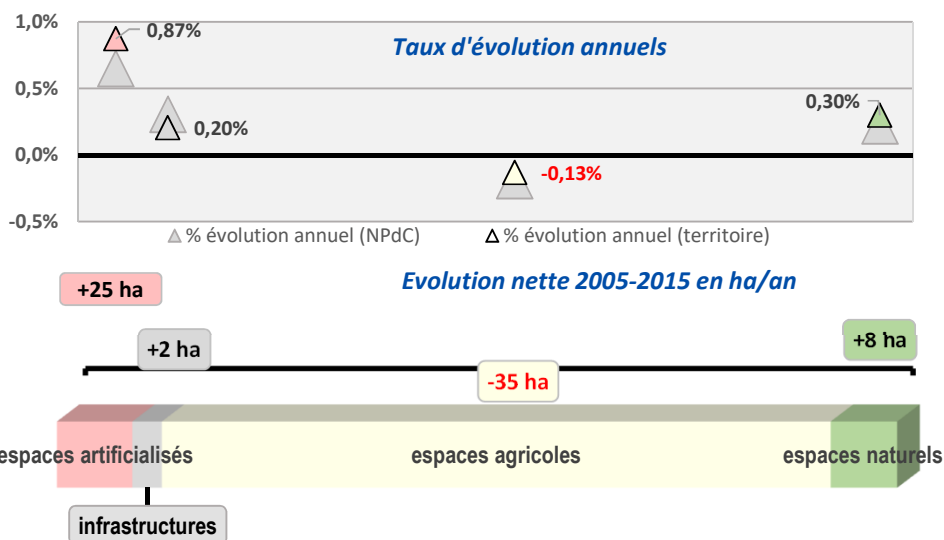 1,0%
0,87%
Taux d'évolution annuels
0,5%
0,30%
0,20%
0,0%
-0,13%
-0,5%
% évolution annuel (NPdC)
% évolution annuel (territoire)
Evolution nette 2005-2015 en ha/an
+25 ha
+2 ha
+8 ha
-35 ha
espaces artificialisés
espaces agricoles
espaces naturels
infrastructures